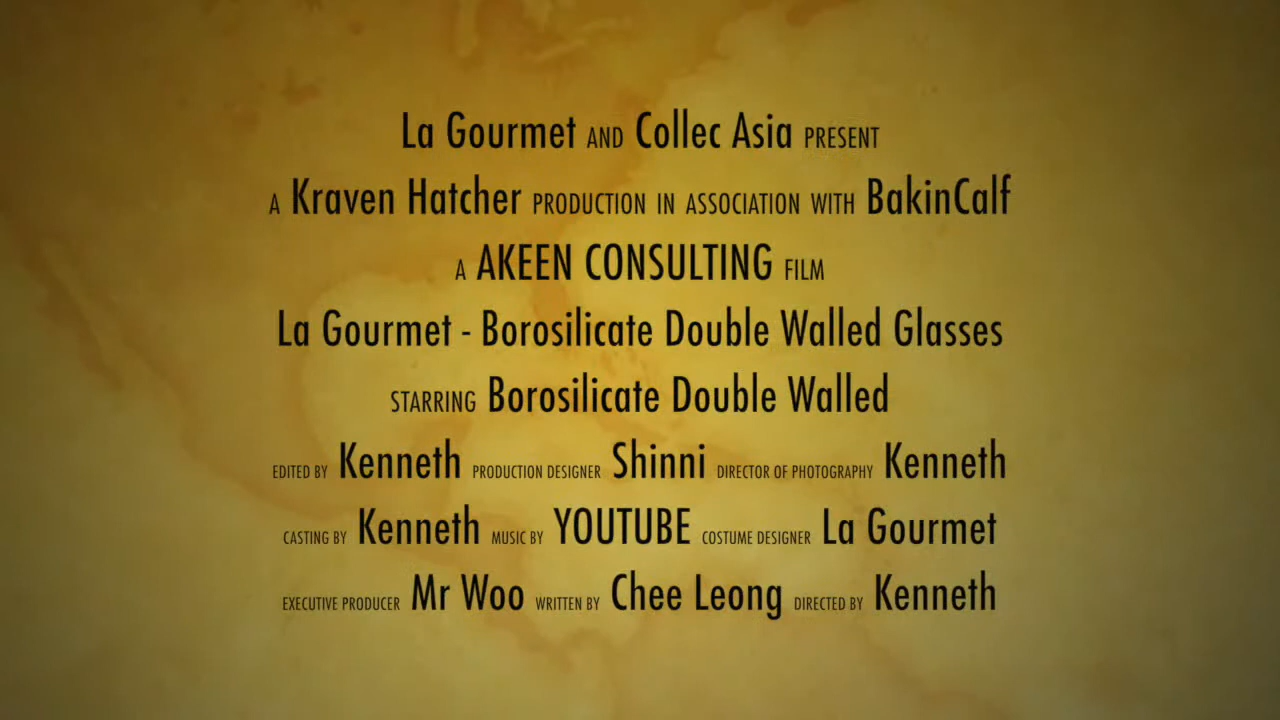 La Gourmet AND Collec Asia PRESENT
A Kraven Hatcher PRODUCTION IN ASSOCIATION WITH BakinCalf
A AKEEN CONSULTING FILM
La Gourmet - Borosilicate Double Walled Glasses
STARRING Borosilicate Double Walled
EDITED BY Kenneth PRODUCTION DESIGNER Shinni DIRECTOR OF PHOTOGRAPHY Kenneth
CASTING BY Kenneth MUSIC BY YOUTUBE COSTUME DESIGNER La Gourmet
EXECUTIVE PRODUCER Mr Woo WRITTEN BY Chee Leong DIRECTED BY Kenneth